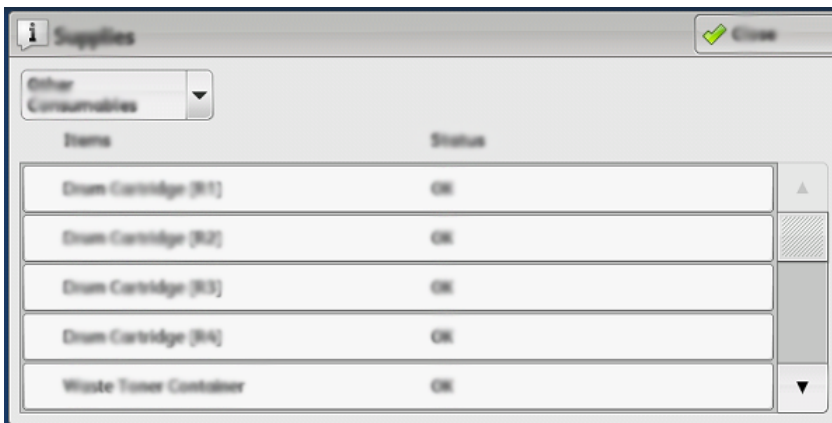 Supplies
Close
Other
Consumables
Items Status
Drum Cartridge [R1] OK
Drum Cartridge [R2] OK
Drum Cartridge [R3] OK
Drum Cartridge [R4] OK
Waste Toner Container OK